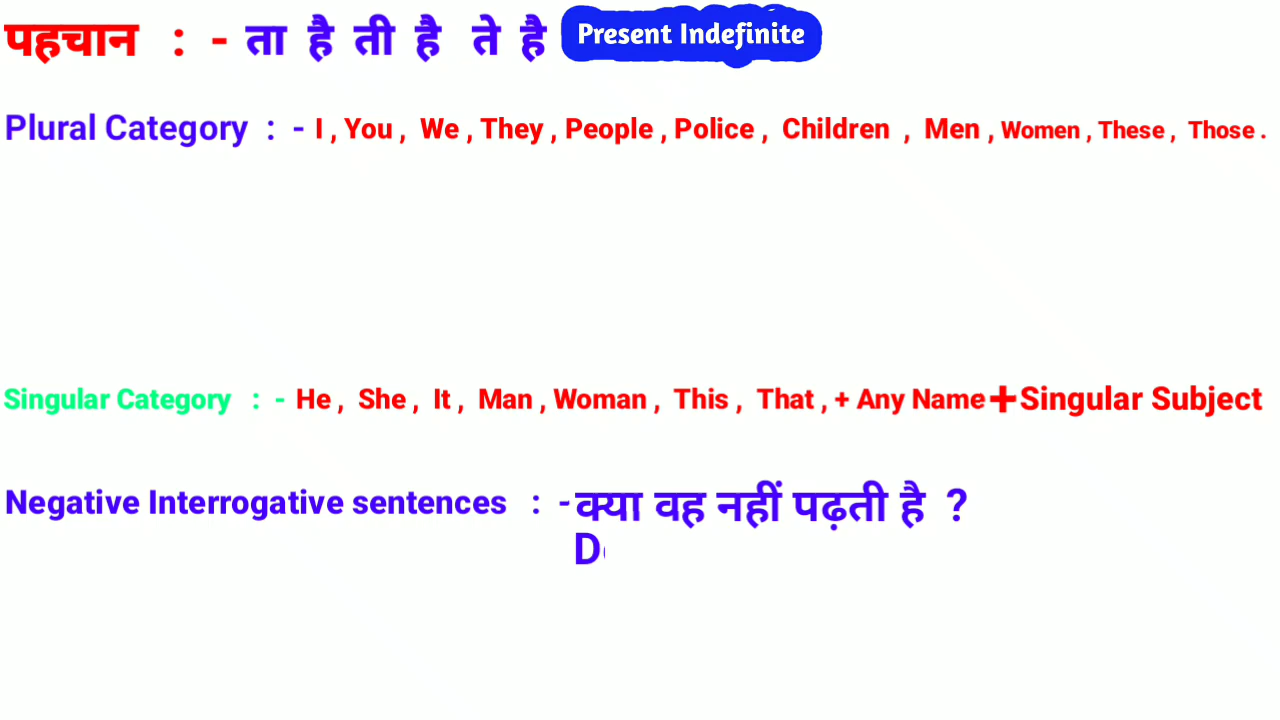 पहचान : - ता है ती है ते है Present Indefinite
Plural Category : - I , You , We , They , People , Police , Children , Men , Women , These , Those .
Singular Category : - He , She , It , Man , Woman , This , That , + Any Name + Singular Subject
Negative Interrogative sentences : - क्या वह नहीं पढ़ती है ?
D